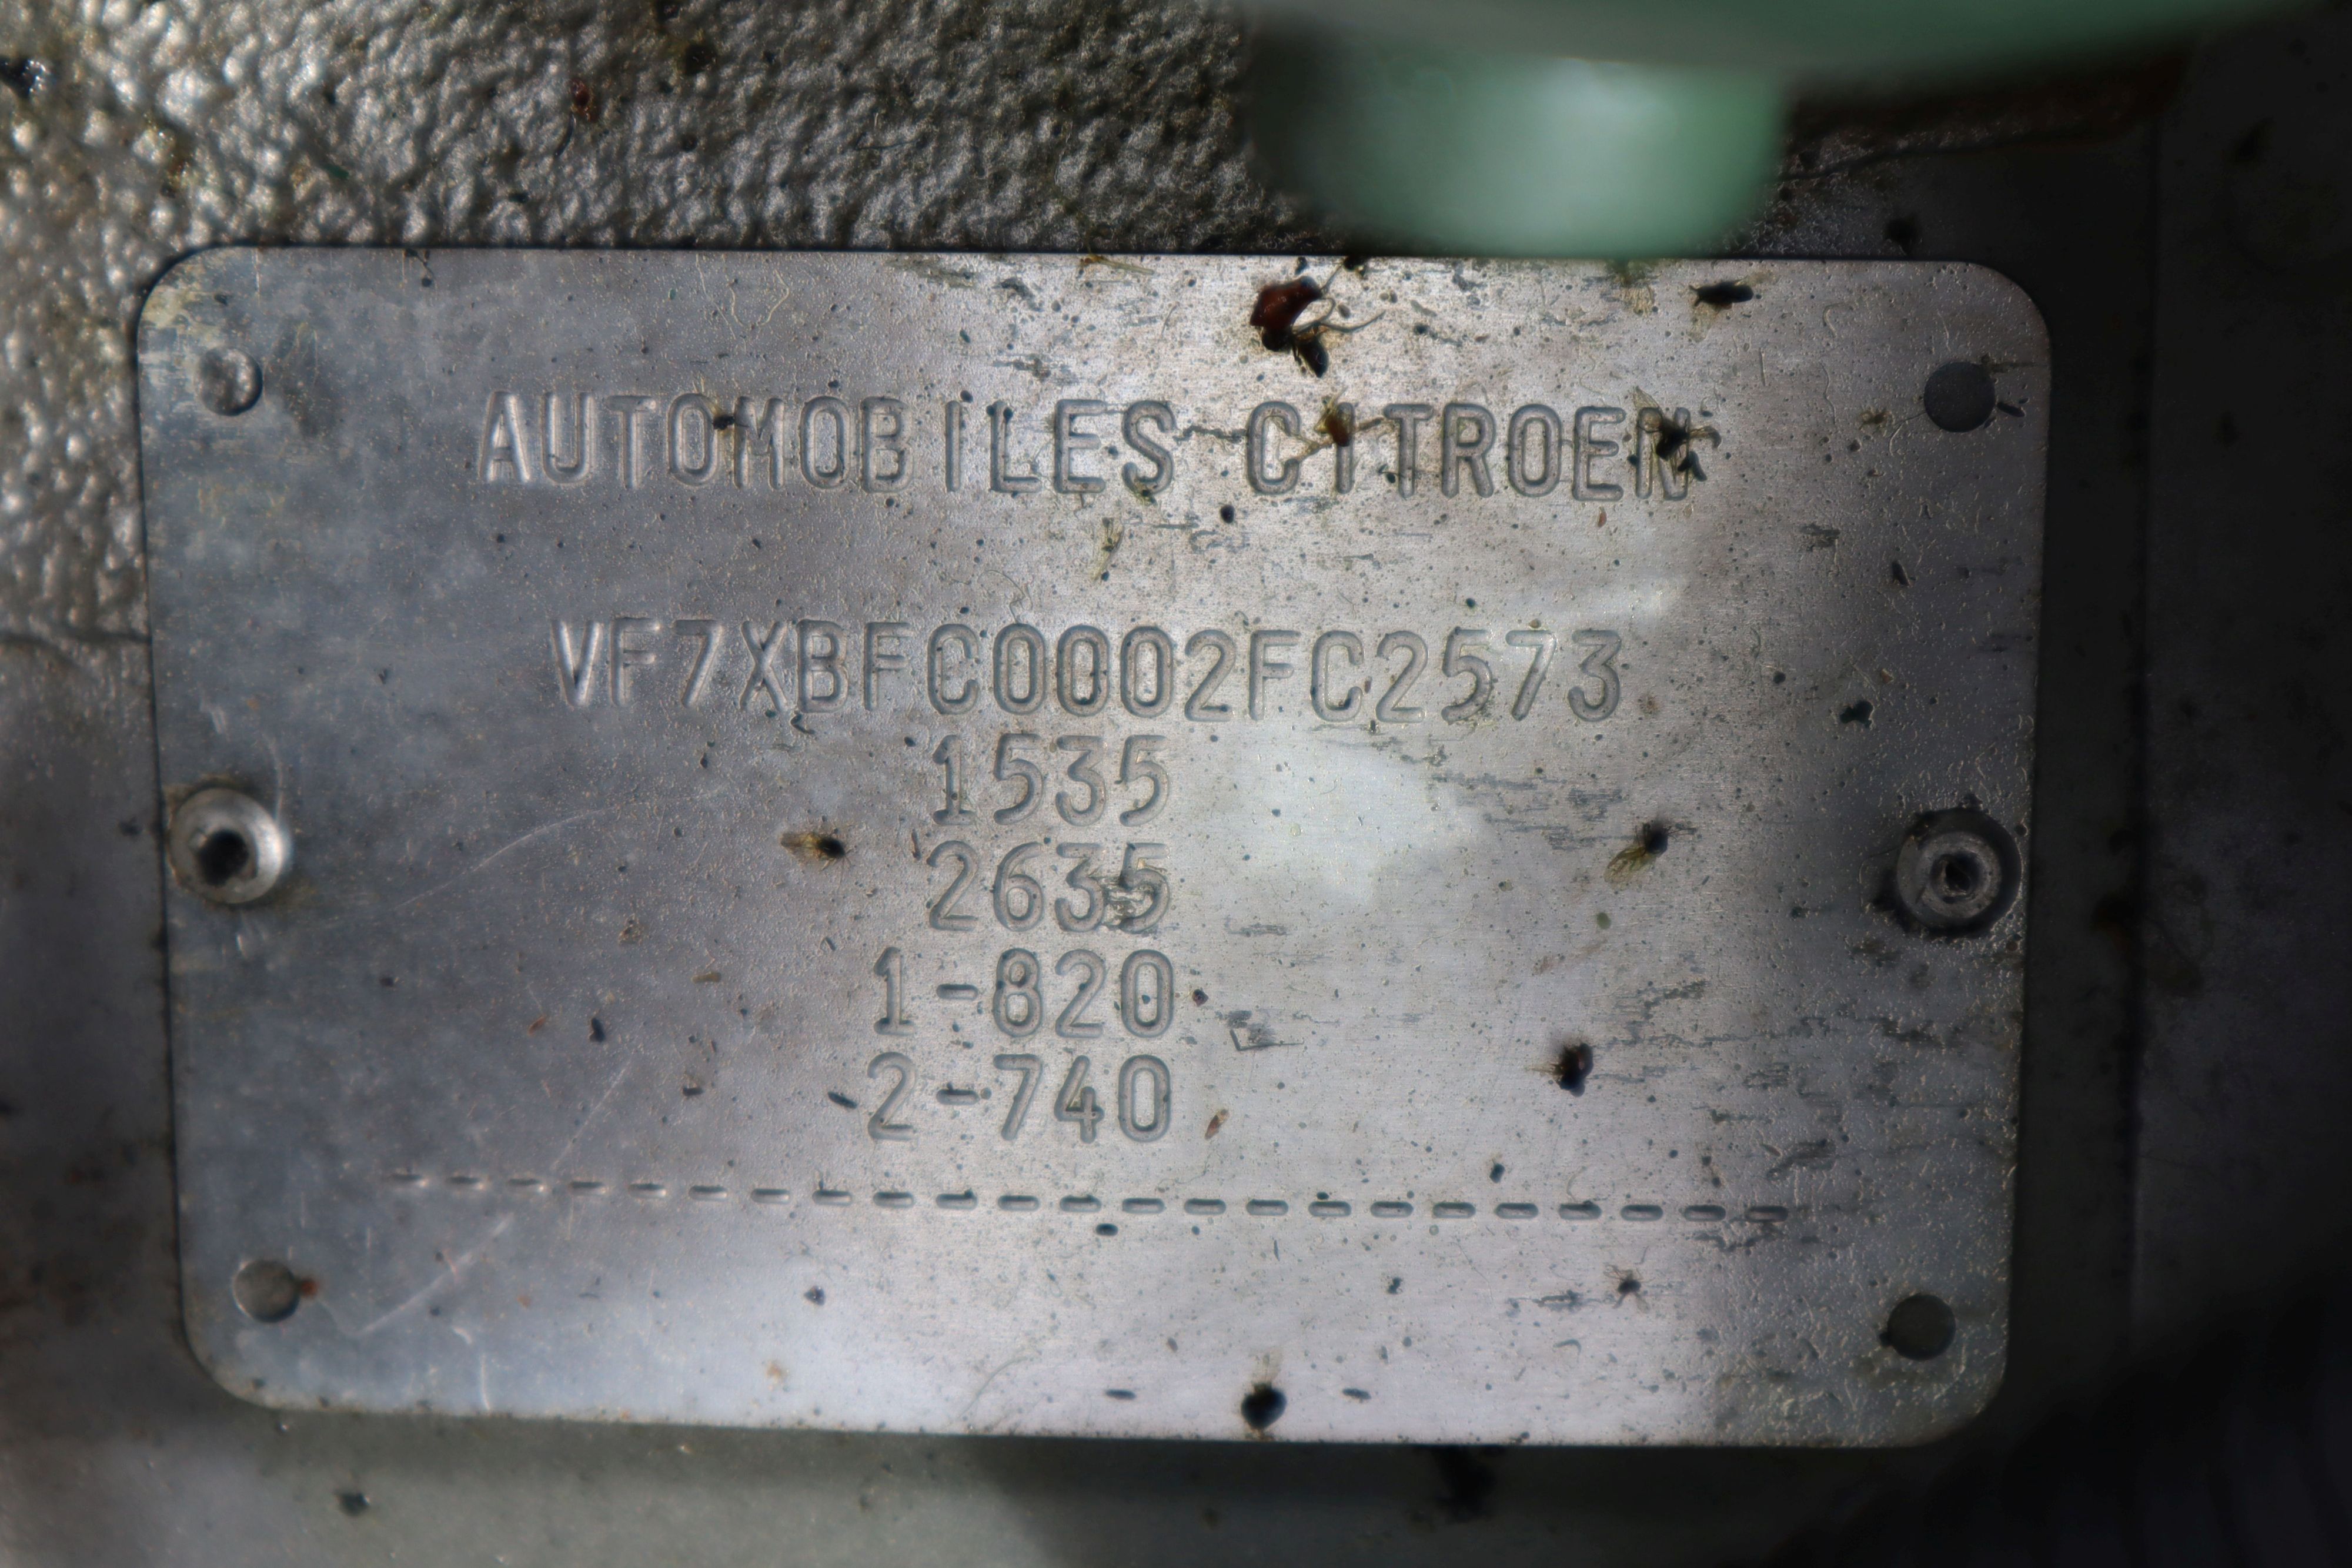 AUTOMOBILES CITROEN
VF7XBFC0002FC2573
1535
2635
1-820
2-740
-----------------------